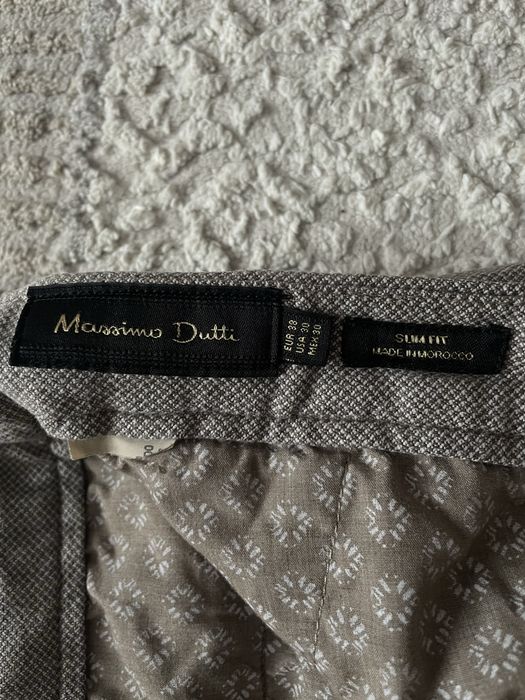 Massimo Dutti
EUR 38
USA 30
MEX 30
SLIM FIT
MADE IN MOROCCO